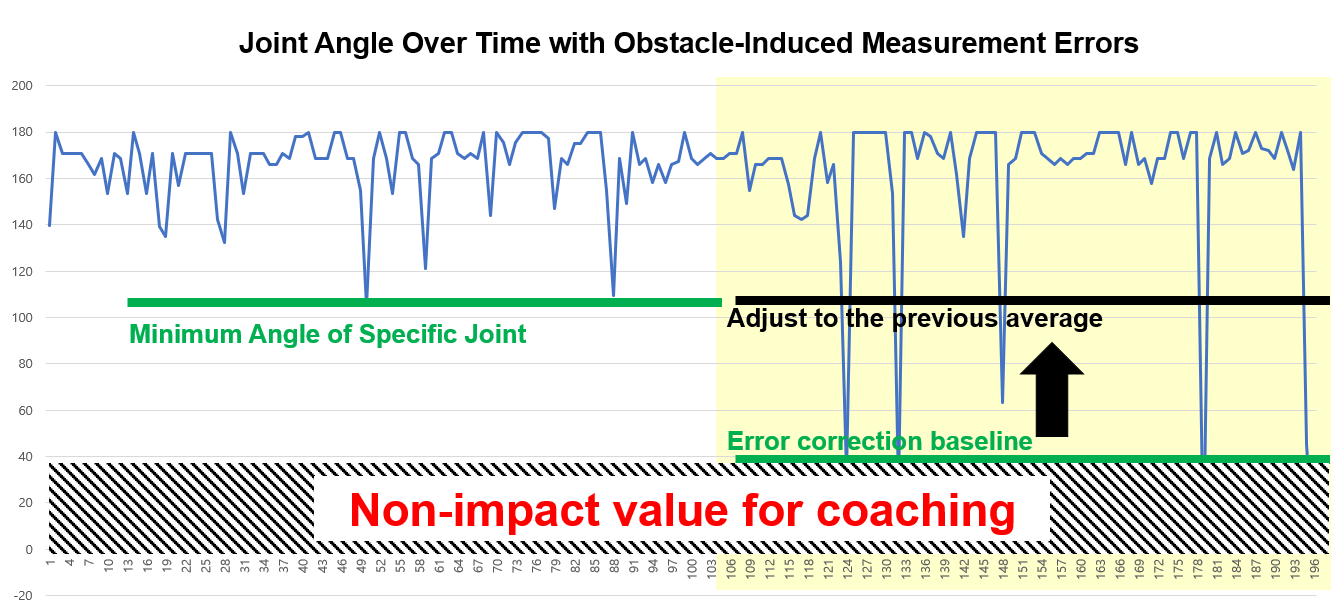 Joint Angle Over Time with Obstacle-Induced Measurement Errors
200
180
160
140
120
100
80
60
40
20
0
-20
Minimum Angle of Specific Joint
Adjust to the previous average
Error correction baseline
Non-impact value for coaching
1 4 7 10 13 16 19 22 25 28 31 34 37 40 43 46 49 52 55 58 61 64 67 70 73 76 79 82 85 88 91 94 97 100 103 106 109 112 115 118 121 124 127 130 133 136 139 142 145 148 151 154 157 160 163 166 169 172 175 178 181 184 187 190 193 196